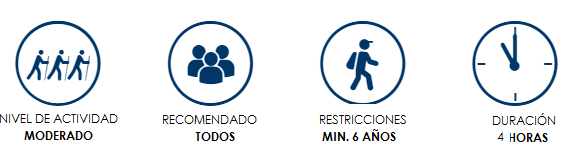 NIVEL DE ACTIVIDAD
MODERADO
RECOMENDADO
TODOS
RESTRICCIONES
MIN. 6 AÑOS
DURACIÓN
4 HORAS